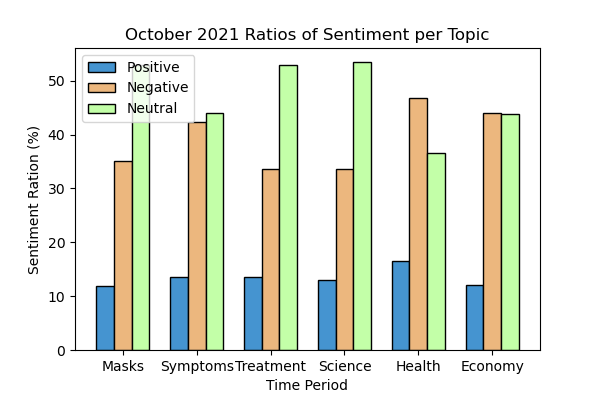 October 2021 Ratios of Sentiment per Topic
Positive
Negative
Neutral
Sentiment Ration (%)
50
40
30
20
10
0
Masks Symptoms Treatment Science Health Economy
Time Period